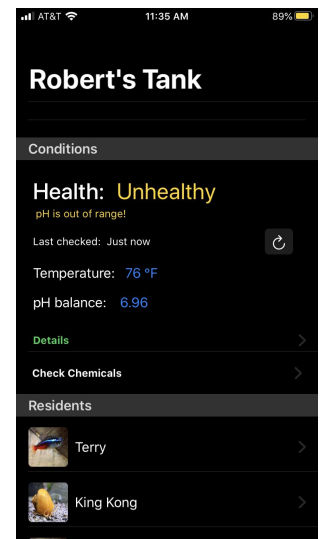 AT&T 11:35 AM 89%
Robert's Tank
Conditions
Health: Unhealthy
pH is out of range!
Last checked: Just now
Temperature: 76 °F
pH balance: 6.96
Details
Check Chemicals
Residents
Terry
King Kong